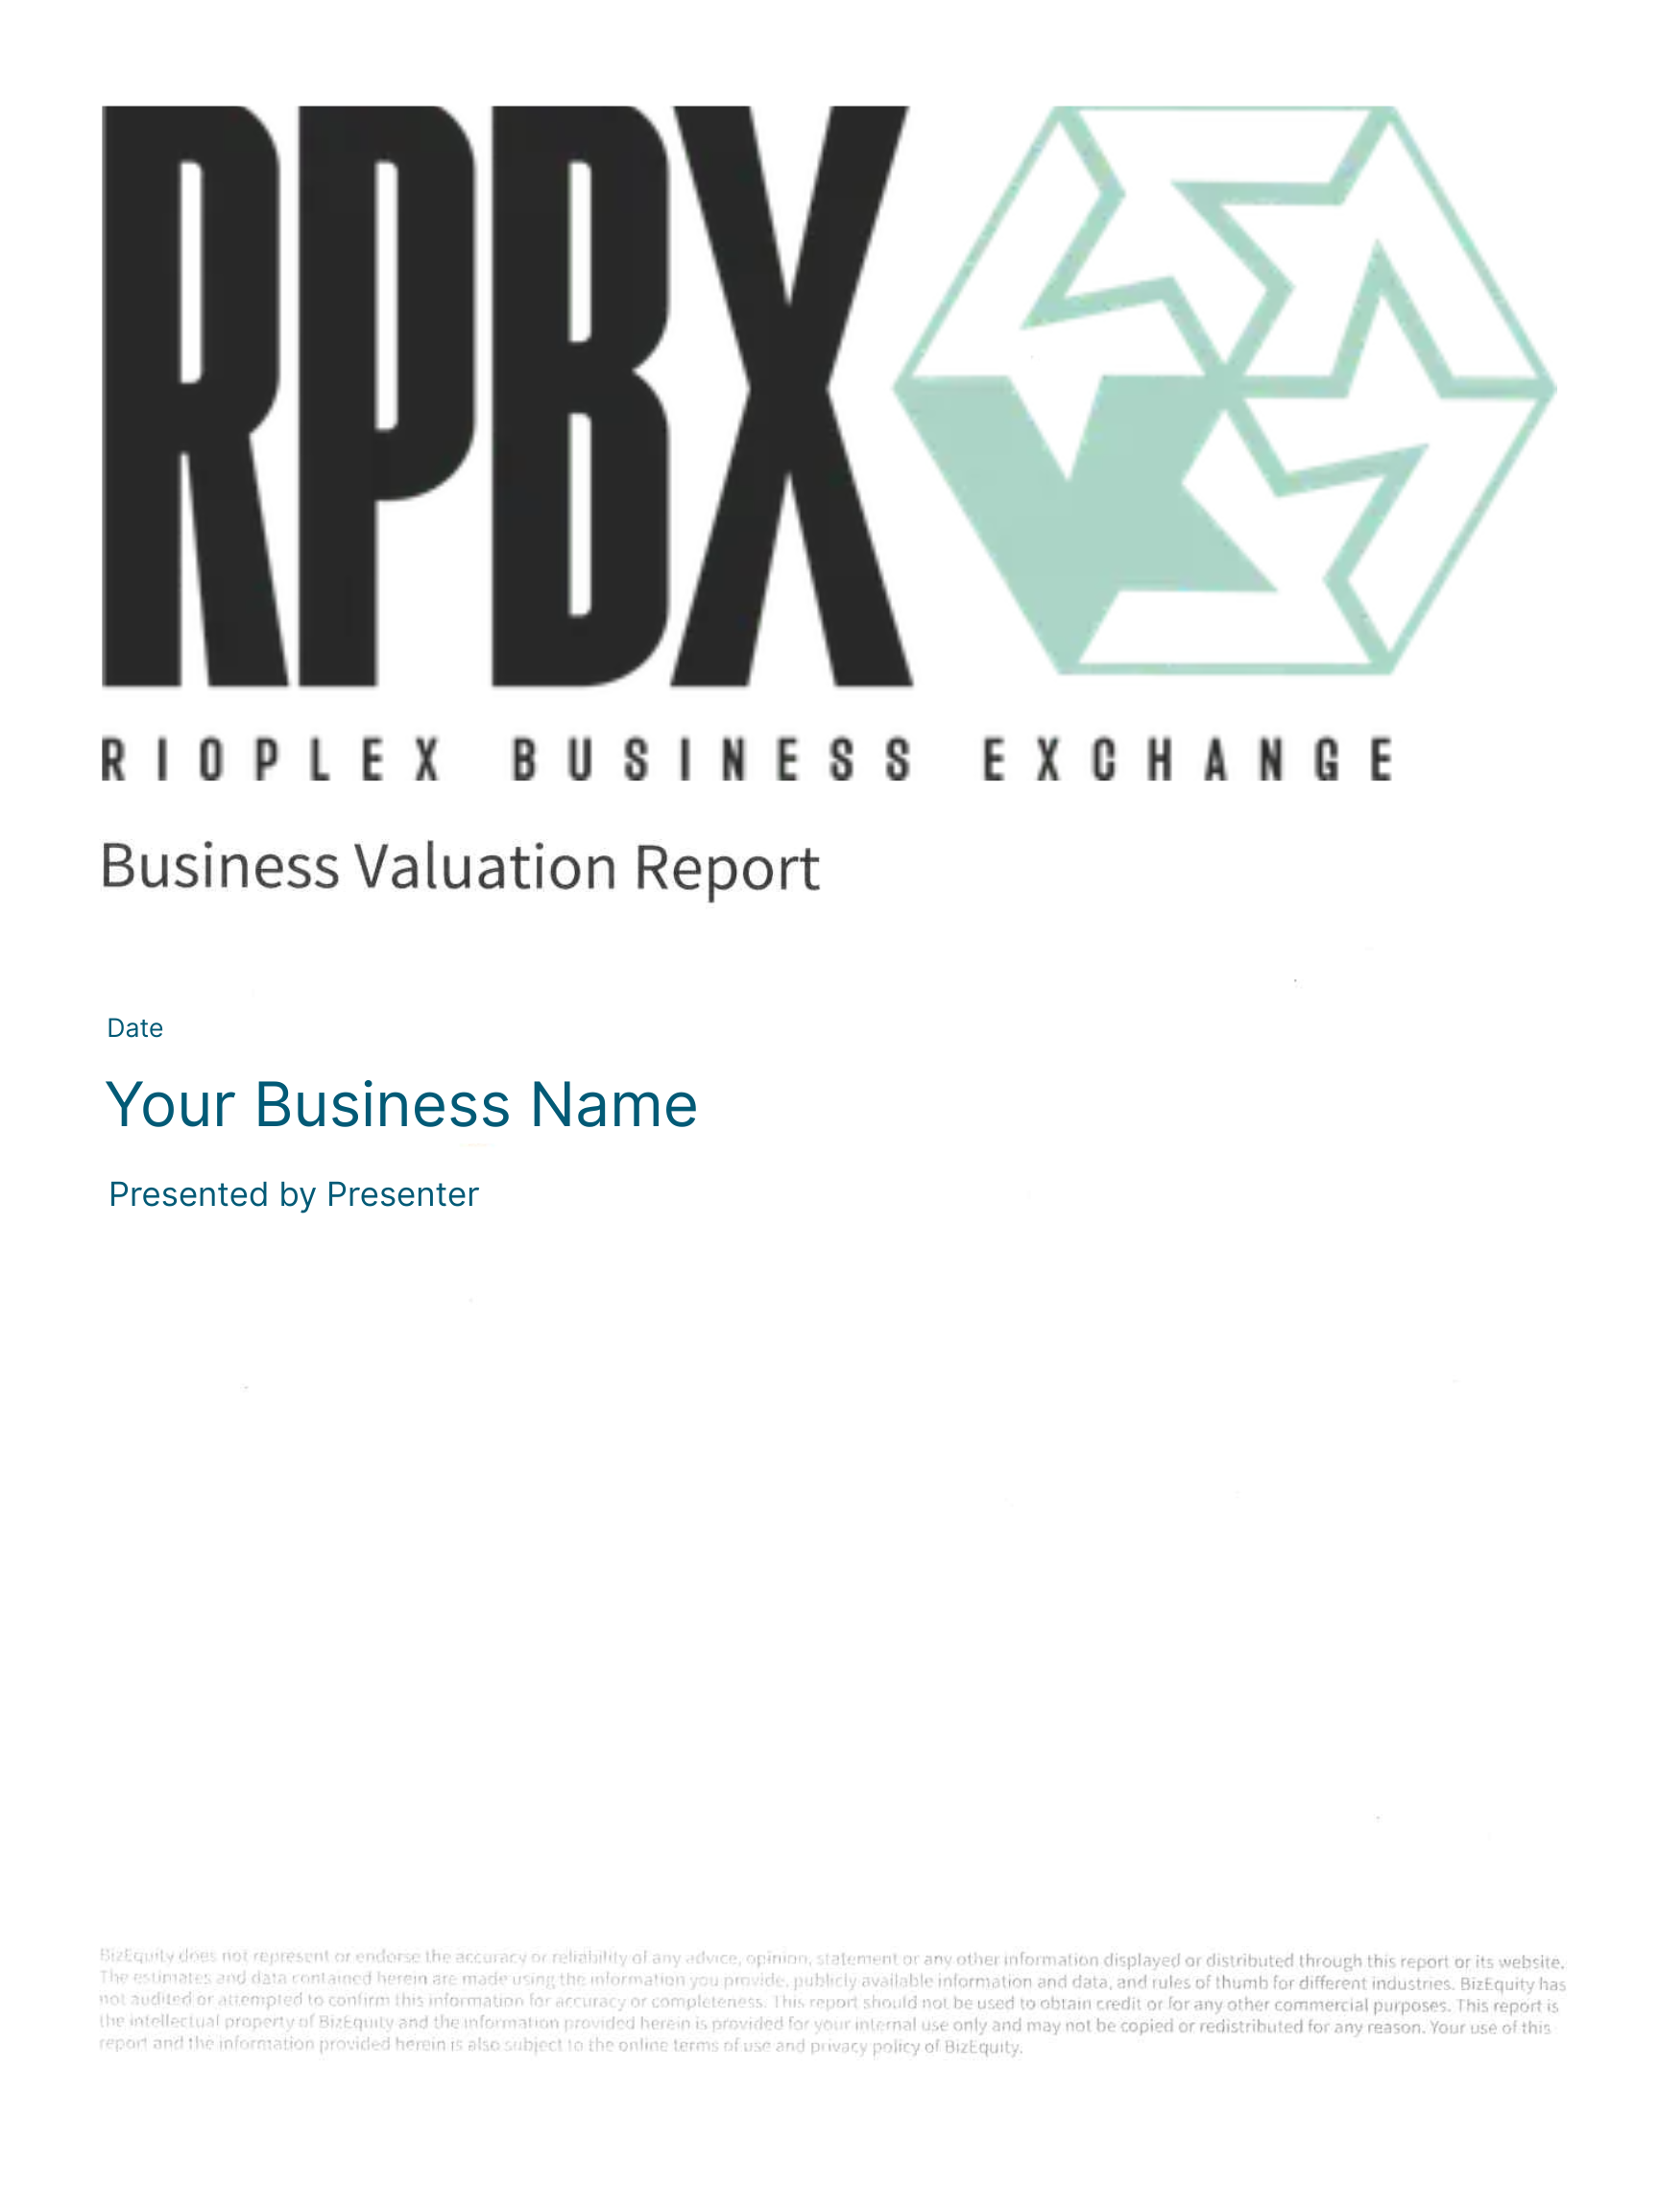 RPBX
RIOPLEX BUSINESS EXCHANGE
Business Valuation Report
Date
Your Business Name
Presented by Presenter
BizEquity does not represent or endorse the accuracy or reliability of any advice, opinion, statement or any other information displayed or distributed through this report or its website.
The estimates and data contained herein are made using the information you provide, publicly available information and data, and rules of thumb for different industries. BizEquity has
not audited or attempted to confirm this information for accuracy or completeness. This report should not be used to obtain credit or for any other commercial purposes. This report is
the intellectual property of BizEquity and the information provided herein is provided for your internal use only and may not be copied or redistributed for any reason. Your use of this
report and the information provided herein is also subject to the online terms of use and privacy policy of BizEquity.